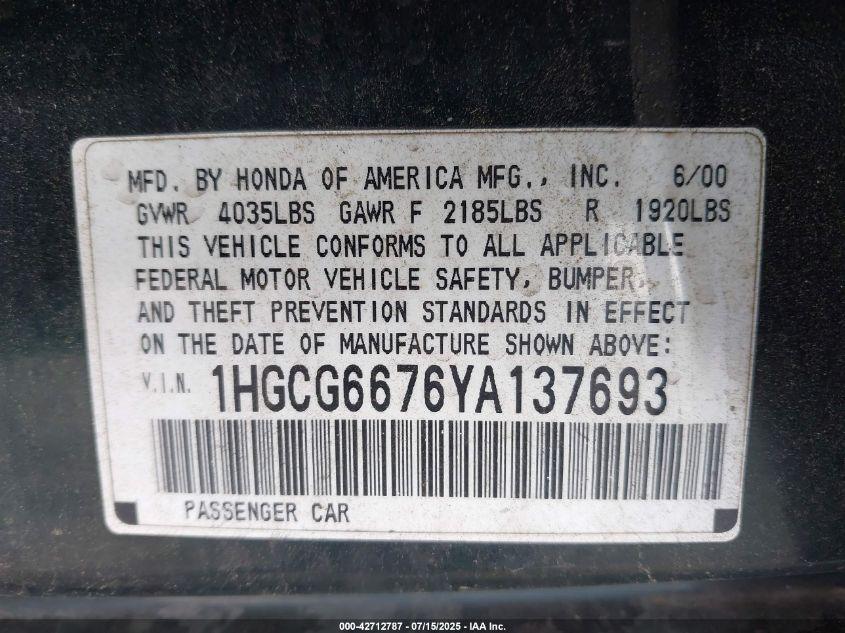 MFD. BY HONDA OF AMERICA MFG., INC. 6/00
GVWR 4035LBS GAWR F 2185LBS R 1920LBS
THIS VEHICLE CONFORMS TO ALL APPLICABLE
FEDERAL MOTOR VEHICLE SAFETY, BUMPER,
AND THEFT PREVENTION STANDARDS IN EFFECT
ON THE DATE OF MANUFACTURE SHOWN ABOVE:
V.I.N. 1HGCG6676YA137693
PASSENGER CAR
000-42712787 - 07/15/2025 - IAA Inc.